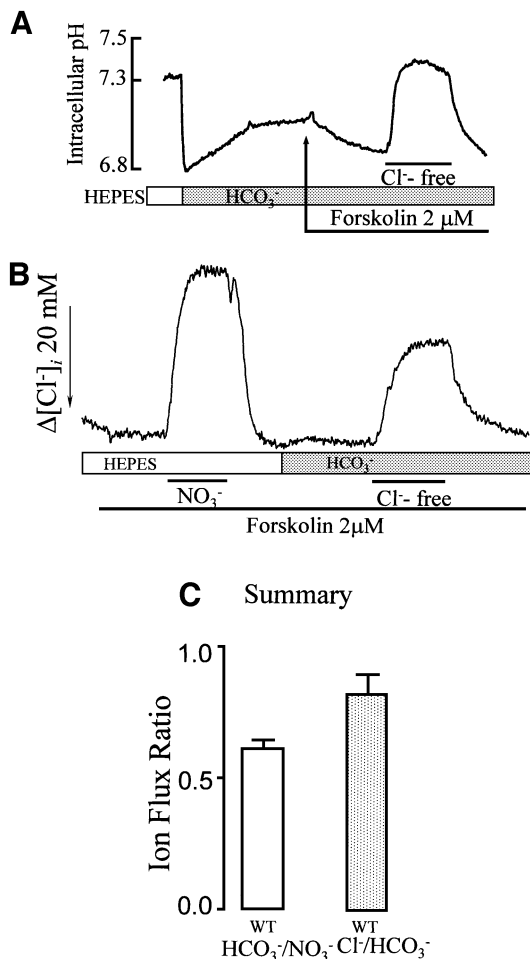 A
Intracellular pH
7.5
7.3
6.8
Cl⁻- free
HEPES
HCO₃⁻
Forskolin 2 μM
B
Δ[Cl⁻]ᵢ 20 mM
HEPES
HCO₃⁻
NO₃⁻
Cl⁻- free
Forskolin 2μM
C Summary
Ion Flux Ratio
1.0
0.5
0.0
WT WT
HCO₃⁻/NO₃⁻ Cl⁻/HCO₃⁻